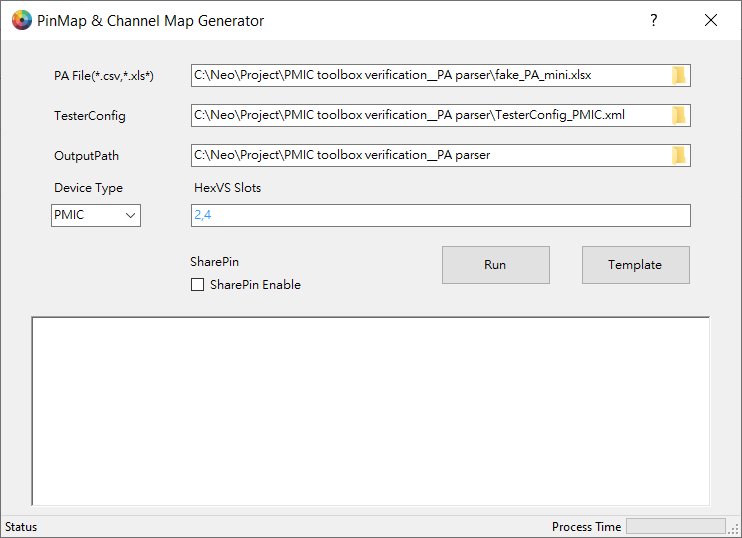 PinMap & Channel Map Generator ?
PA File(*.csv,*.xls*) C:\Neo\Project\PMIC toolbox verification__PA parser\fake_PA_mini.xlsx
TesterConfig C:\Neo\Project\PMIC toolbox verification__PA parser\TesterConfig_PMIC.xml
OutputPath C:\Neo\Project\PMIC toolbox verification__PA parser
Device Type HexVS Slots
PMIC 2,4
SharePin
Run Template
SharePin Enable
Status Process Time